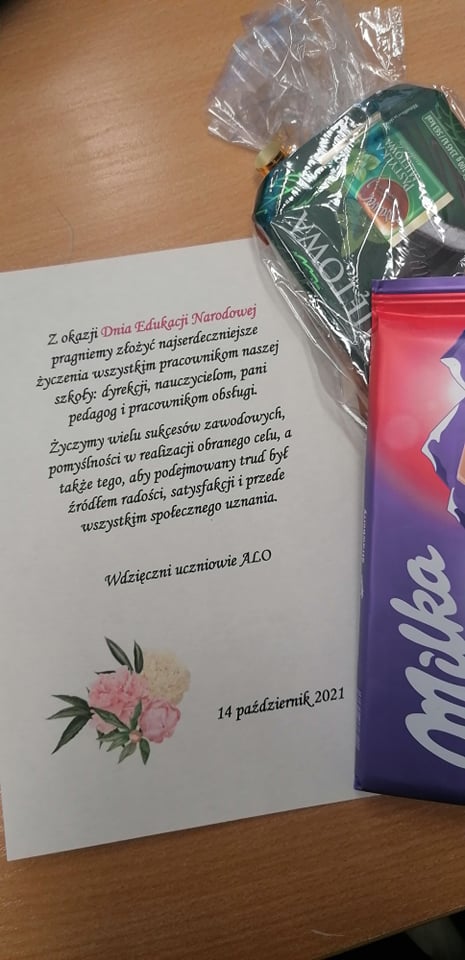 Z okazji Dnia Edukacji Narodowej
pragniemy złożyć najserdeczniejsze
życzenia wszystkim pracownikom naszej
szkoły: dyrekcji, nauczycielom, pani
pedagog i pracownikom obsługi.
Życzymy wielu sukcesów zawodowych,
pomyślności w realizacji obranego celu, a
także tego, aby podejmowany trud był
źródłem radości, satysfakcji i przede
wszystkim społecznego uznania.
Wdzięczni uczniowie ALO
14 październik 2021
Milka